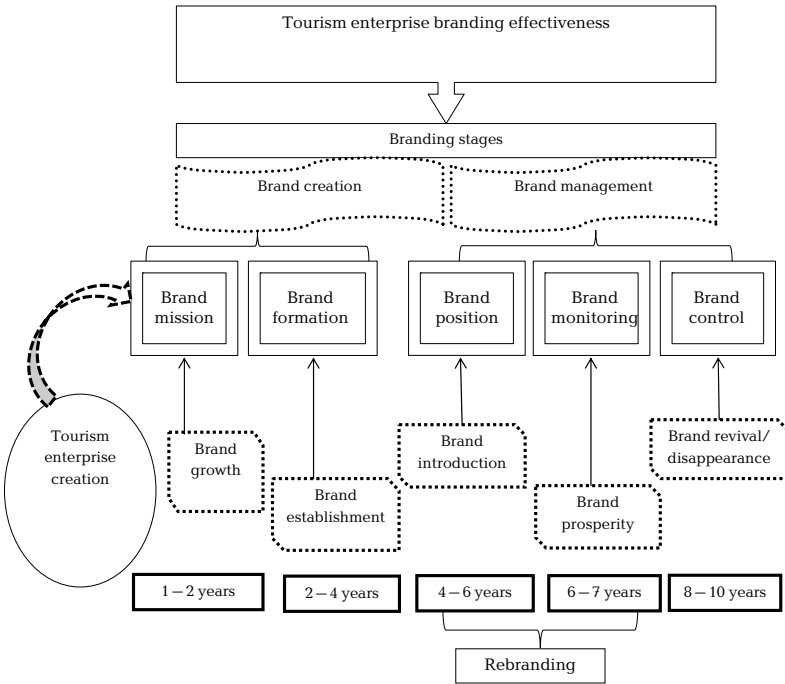 Tourism enterprise branding effectiveness
Branding stages
Brand creation
Brand management
Brand
mission
Brand
formation
Brand
position
Brand
monitoring
Brand
control
Tourism
enterprise
creation
Brand
growth
Brand
establishment
Brand
introduction
Brand
prosperity
Brand revival/
disappearance
1 – 2 years
2 – 4 years
4 – 6 years
6 – 7 years
8 – 10 years
Rebranding